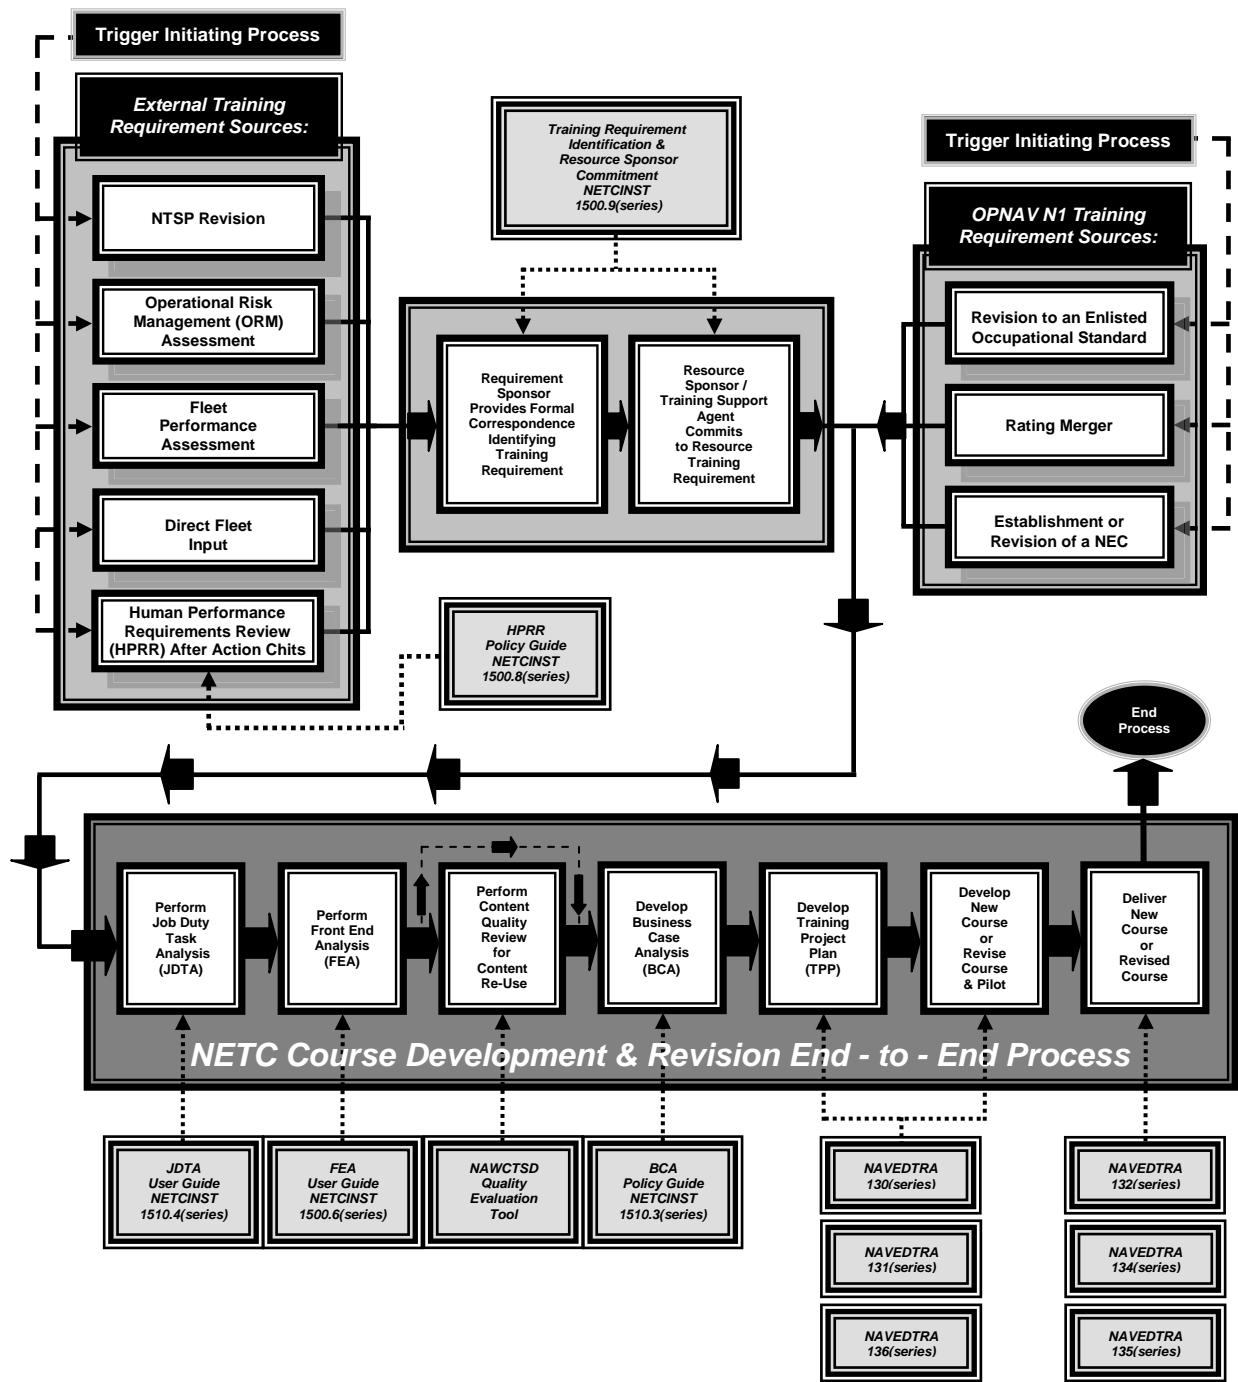 Trigger Initiating Process
External Training
Requirement Sources:
NTSP Revision
Operational Risk
Management (ORM)
Assessment
Fleet
Performance
Assessment
Direct Fleet
Input
Human Performance
Requirements Review
(HPRR) After Action Chits
Training Requirement
Identification &
Resource Sponsor
Commitment
NETCINST
1500.9(series)
Requirement
Sponsor
Provides Formal
Correspondence
Identifying
Training
Requirement
Resource
Sponsor /
Training Support
Agent
Commits
to Resource
Training
Requirement
HPRR
Policy Guide
NETCINST
1500.8(series)
Trigger Initiating Process
OPNAV N1 Training
Requirement Sources:
Revision to an Enlisted
Occupational Standard
Rating Merger
Establishment or
Revision of a NEC
End
Process
Perform
Job Duty
Task
Analysis
(JDTA)
Perform
Front End
Analysis
(FEA)
Perform
Content
Quality
Review
for
Content
Re-Use
Develop
Business
Case
Analysis
(BCA)
Develop
Training
Project
Plan
(TPP)
Develop
New
Course
or
Revise
Course
& Pilot
Deliver
New
Course
or
Revised
Course
NETC Course Development & Revision End - to - End Process
JDTA
User Guide
NETCINST
1510.4(series)
FEA
User Guide
NETCINST
1500.6(series)
NAWCTSD
Quality
Evaluation
Tool
BCA
Policy Guide
NETCINST
1510.3(series)
NAVEDTRA
130(series)
NAVEDTRA
131(series)
NAVEDTRA
136(series)
NAVEDTRA
132(series)
NAVEDTRA
134(series)
NAVEDTRA
135(series)